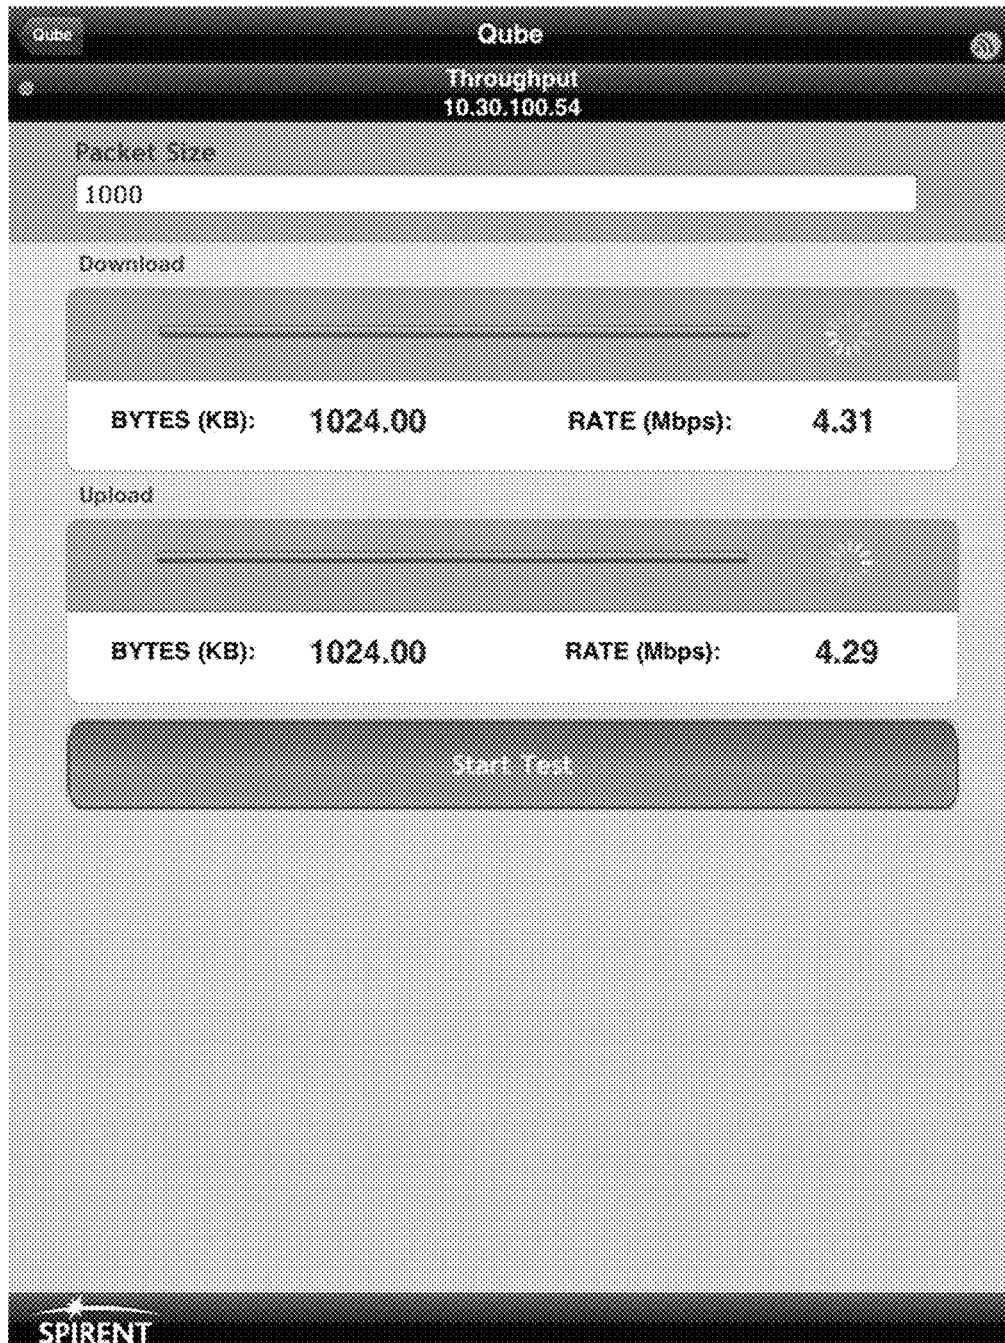 Qube
Qube
Throughput
10.30.100.54
Packet Size
1000
Download
BYTES (KB): 1024.00 RATE (Mbps): 4.31
Upload
BYTES (KB): 1024.00 RATE (Mbps): 4.29
Start Test
SPIRENT